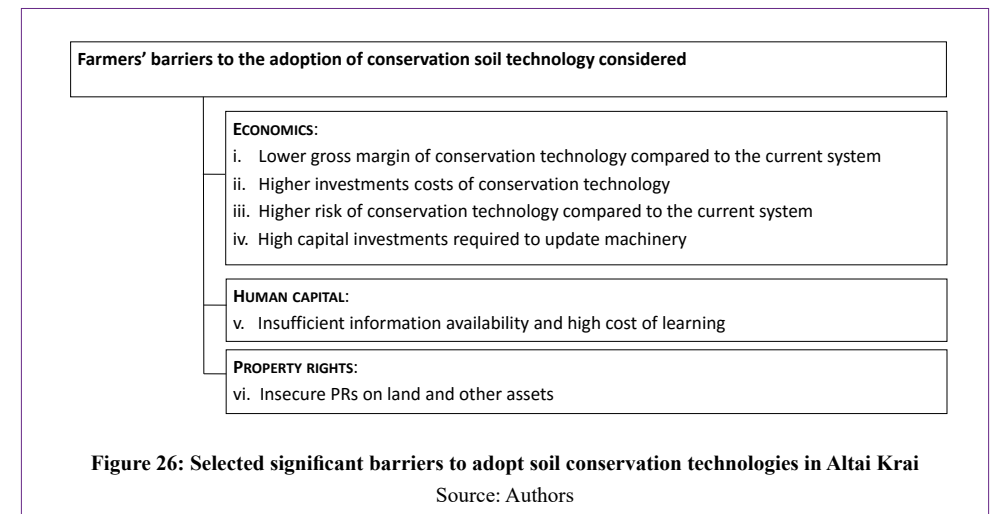 Farmers' barriers to the adoption of conservation soil technology considered
ECONOMICS:
i. Lower gross margin of conservation technology compared to the current system
ii. Higher investments costs of conservation technology
iii. Higher risk of conservation technology compared to the current system
iv. High capital investments required to update machinery
HUMAN CAPITAL:
v. Insufficient information availability and high cost of learning
PROPERTY RIGHTS:
vi. Insecure PRs on land and other assets
Figure 26: Selected significant barriers to adopt soil conservation technologies in Altai Krai
Source: Authors